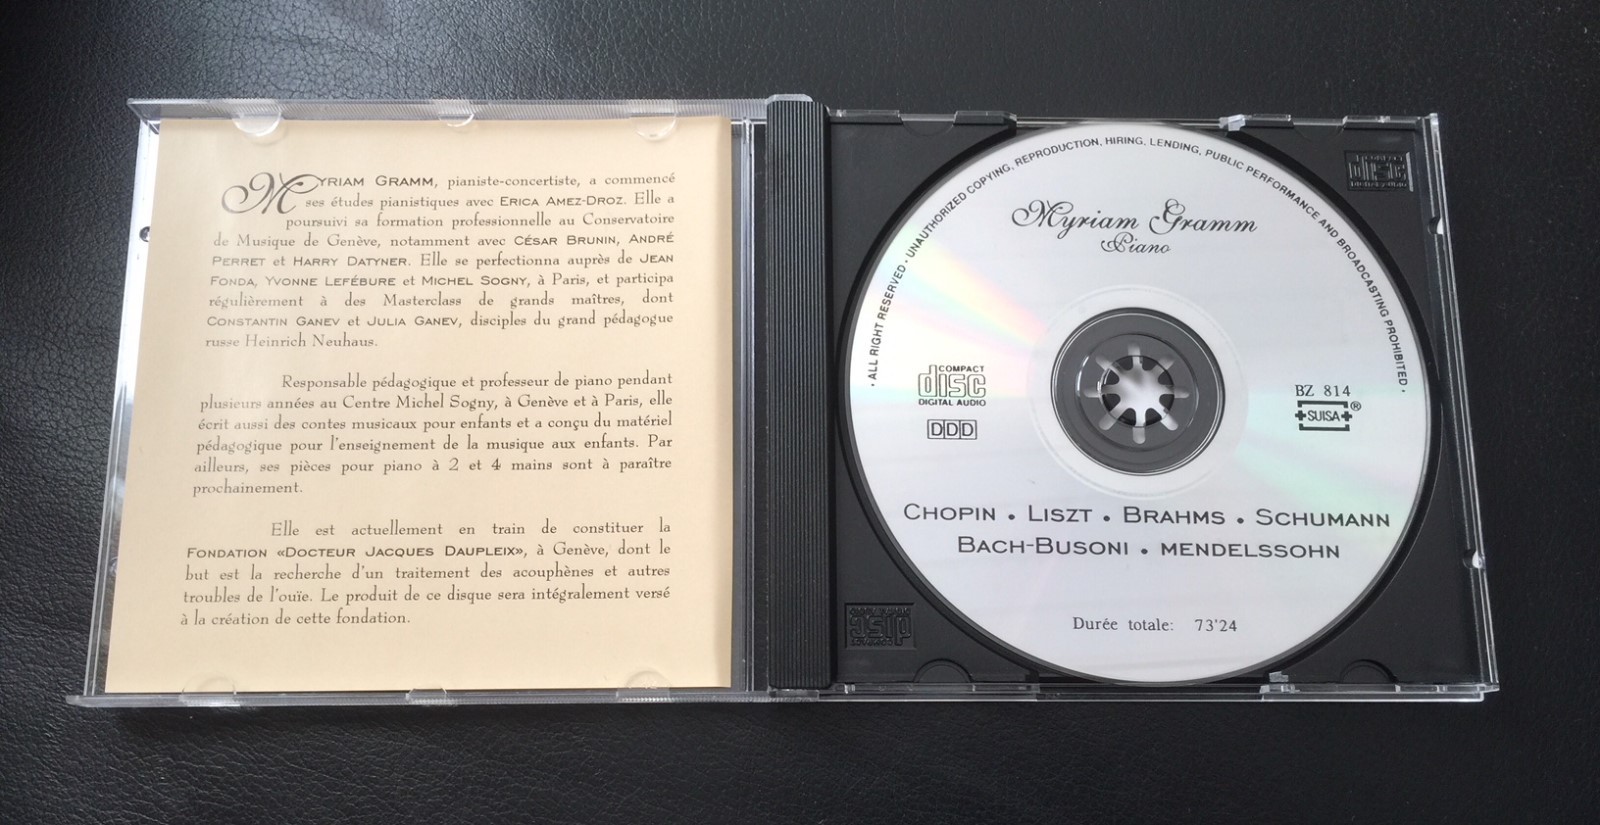 MYRIAM GRAMM, pianiste-concertiste, a commencé
ses études pianistiques avec ERICA AMEZ-DROZ. Elle a
poursuivi sa formation professionnelle au Conservatoire
de Musique de Genève, notamment avec CÉSAR BRUNIN, ANDRÉ
PERRET et HARRY DATYNER. Elle se perfectionna auprès de JEAN
FONDA, YVONNE LEFÉBURE et MICHEL SOGNY, à Paris, et participa
régulièrement à des Masterclass de grands maîtres, dont
CONSTANTIN GANEV et JULIA GANEV, disciples du grand pédagogue
russe Heinrich Neuhaus.
Responsable pédagogique et professeur de piano pendant
plusieurs années au Centre Michel Sogny, à Genève et à Paris, elle
écrit aussi des contes musicaux pour enfants et a conçu du matériel
pédagogique pour l'enseignement de la musique aux enfants. Par
ailleurs, ses pièces pour piano à 2 et 4 mains sont à paraître
prochainement.
Elle est actuellement en train de constituer la
FONDATION «DOCTEUR JACQUES DAUPLEIX», à Genève, dont le
but est la recherche d'un traitement des acouphènes et autres
troubles de l'ouïe. Le produit de ce disque sera intégralement versé
à la création de cette fondation.
· ALL RIGHT RESERVED · UNAUTHORIZED COPYING, REPRODUCTION, HIRING, LENDING, PUBLIC PERFORMANCE AND BROADCASTING PROHIBITED ·
Myriam Gramm
Piano
COMPACT
disc
DIGITAL AUDIO
DDD
BZ 814
SUISA®
CHOPIN • LISZT • BRAHMS • SCHUMANN
BACH-BUSONI • MENDELSSOHN
Durée totale: 73'24
COMPACT
disc
DIGITAL AUDIO